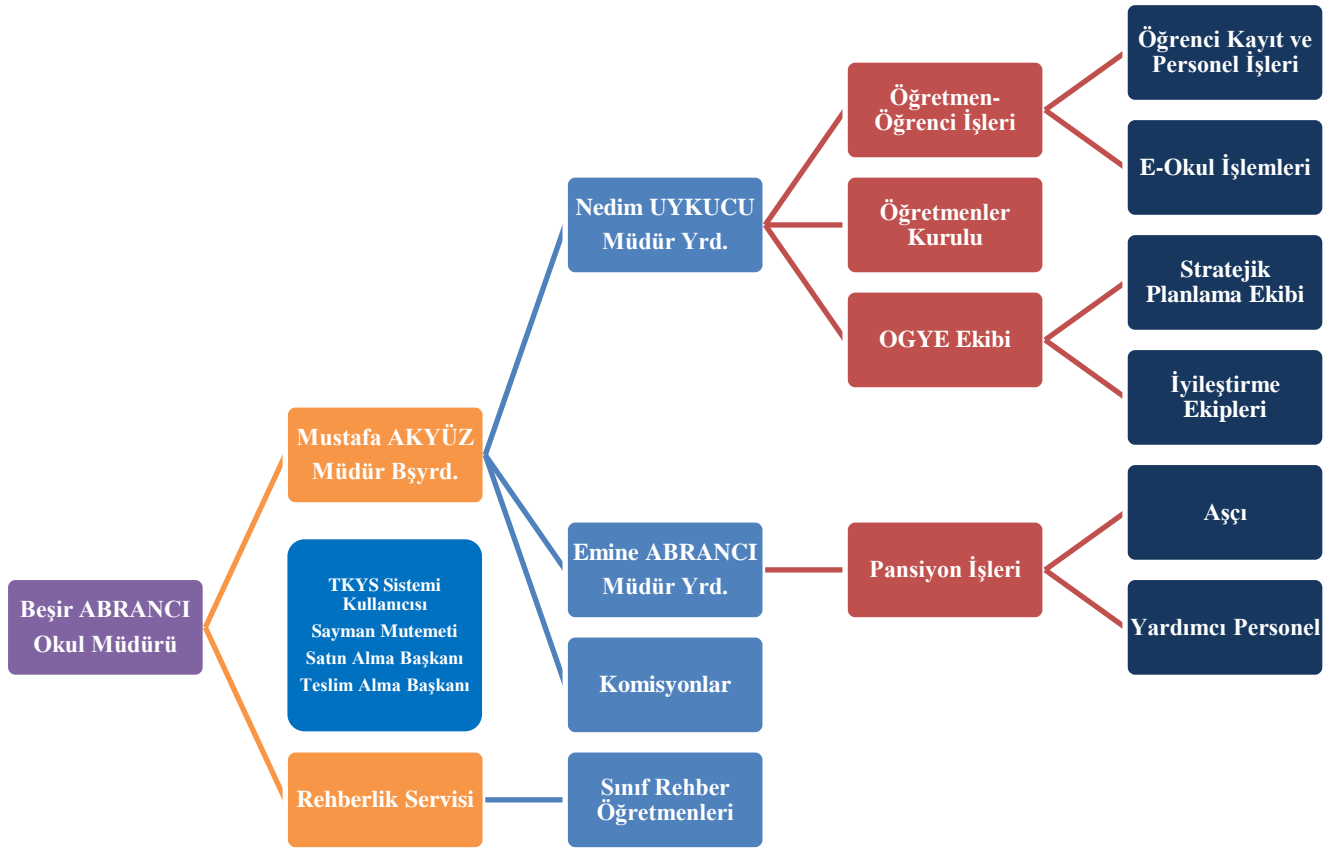 Beşir ABRANCI
Okul Müdürü
Mustafa AKYÜZ
Müdür Bşyrd.
TKYS Sistemi
Kullanıcısı
Sayman Mutemeti
Satın Alma Başkanı
Teslim Alma Başkanı
Rehberlik Servisi
Nedim UYKUCU
Müdür Yrd.
Emine ABRANCI
Müdür Yrd.
Komisyonlar
Sınıf Rehber
Öğretmenleri
Öğretmen-
Öğrenci İşleri
Öğretmenler
Kurulu
OGYE Ekibi
Pansiyon İşleri
Öğrenci Kayıt ve
Personel İşleri
E-Okul İşlemleri
Stratejik
Planlama Ekibi
İyileştirme
Ekipleri
Aşçı
Yardımcı Personel